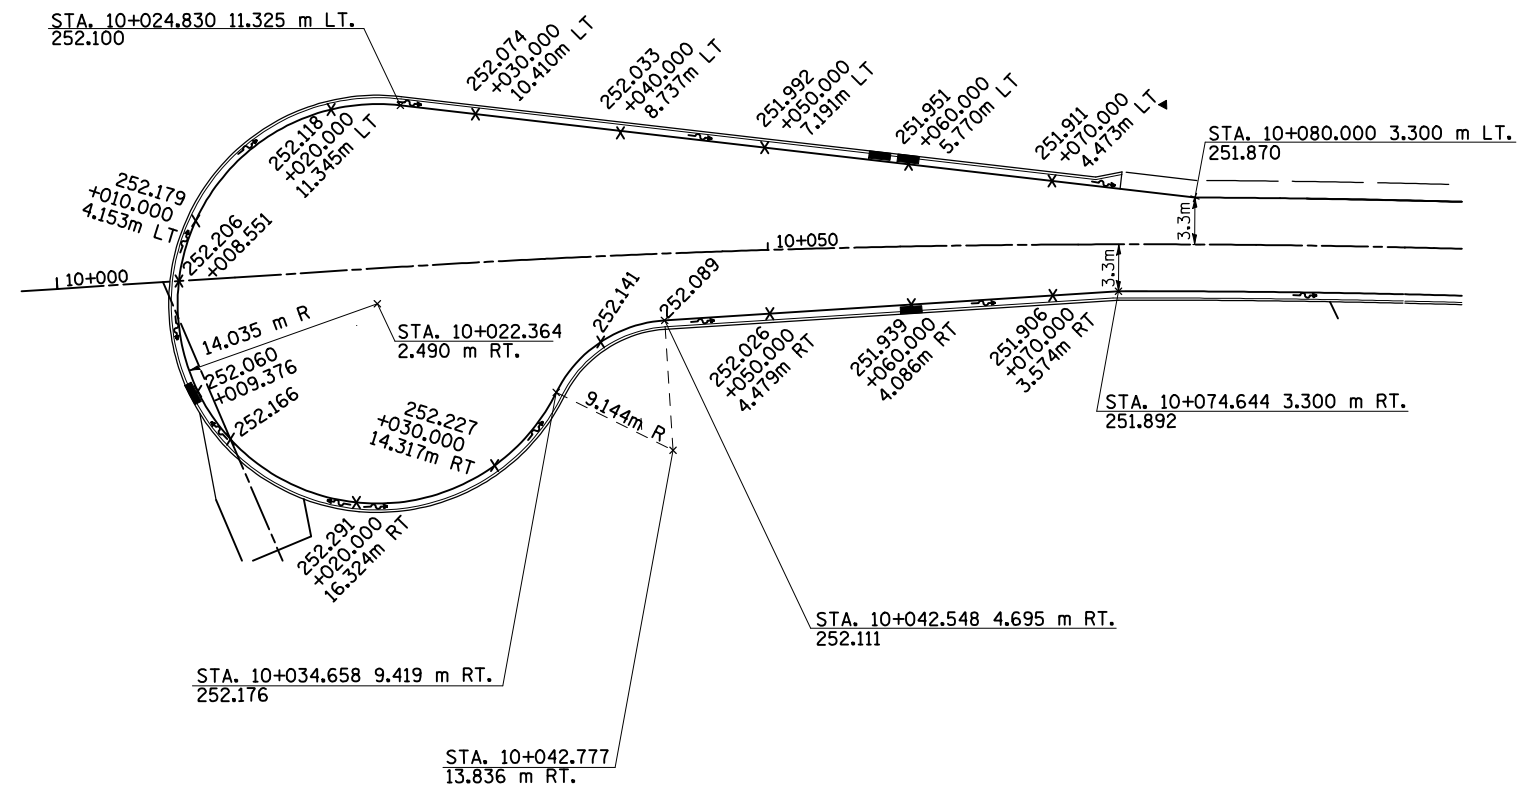 STA. 10+024.830 11.325 m LT.
252.100
252.074
+030.000
10.410m LT
252.033
+040.000
8.737m LT
251.992
+050.000
7.191m LT
251.951
+060.000
5.770m LT
251.911
+070.000
4.473m LT
STA. 10+080.000 3.300 m LT.
251.870
252.118
+020.000
11.345m LT
252.179
+010.000
4.153m LT
252.206
+008.551
10+000
10+050
3.3m
3.3m
14.035 m R
STA. 10+022.364
2.490 m RT.
252.141
252.089
252.060
+009.376
252.166
252.227
+030.000
14.317m RT
9.144m R
252.026
+050.000
4.479m RT
251.939
+060.000
4.086m RT
251.906
+070.000
3.574m RT
STA. 10+074.644 3.300 m RT.
251.892
252.291
+020.000
16.324m RT
STA. 10+042.548 4.695 m RT.
252.111
STA. 10+034.658 9.419 m RT.
252.176
STA. 10+042.777
13.836 m RT.